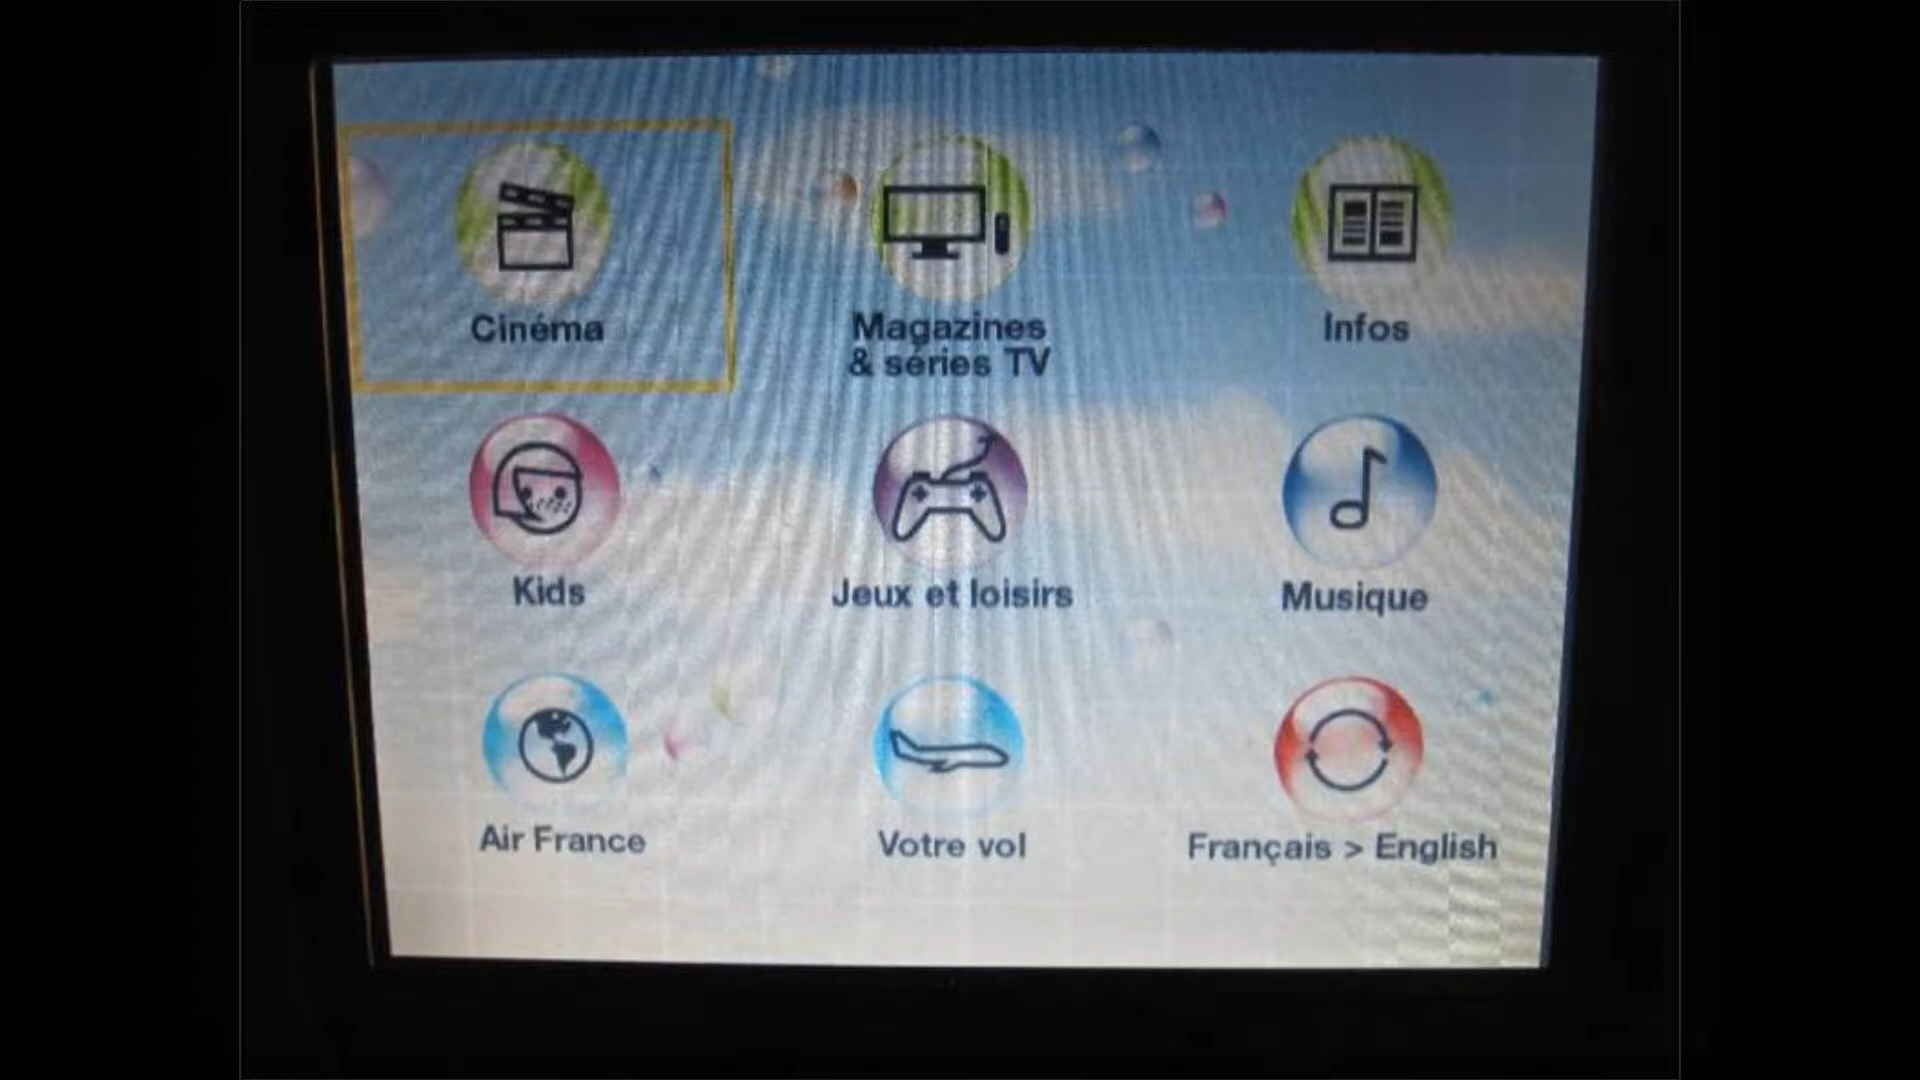 Cinéma
Magazines
& séries TV
Infos
Kids
Jeux et loisirs
Musique
Air France
Votre vol
Français > English